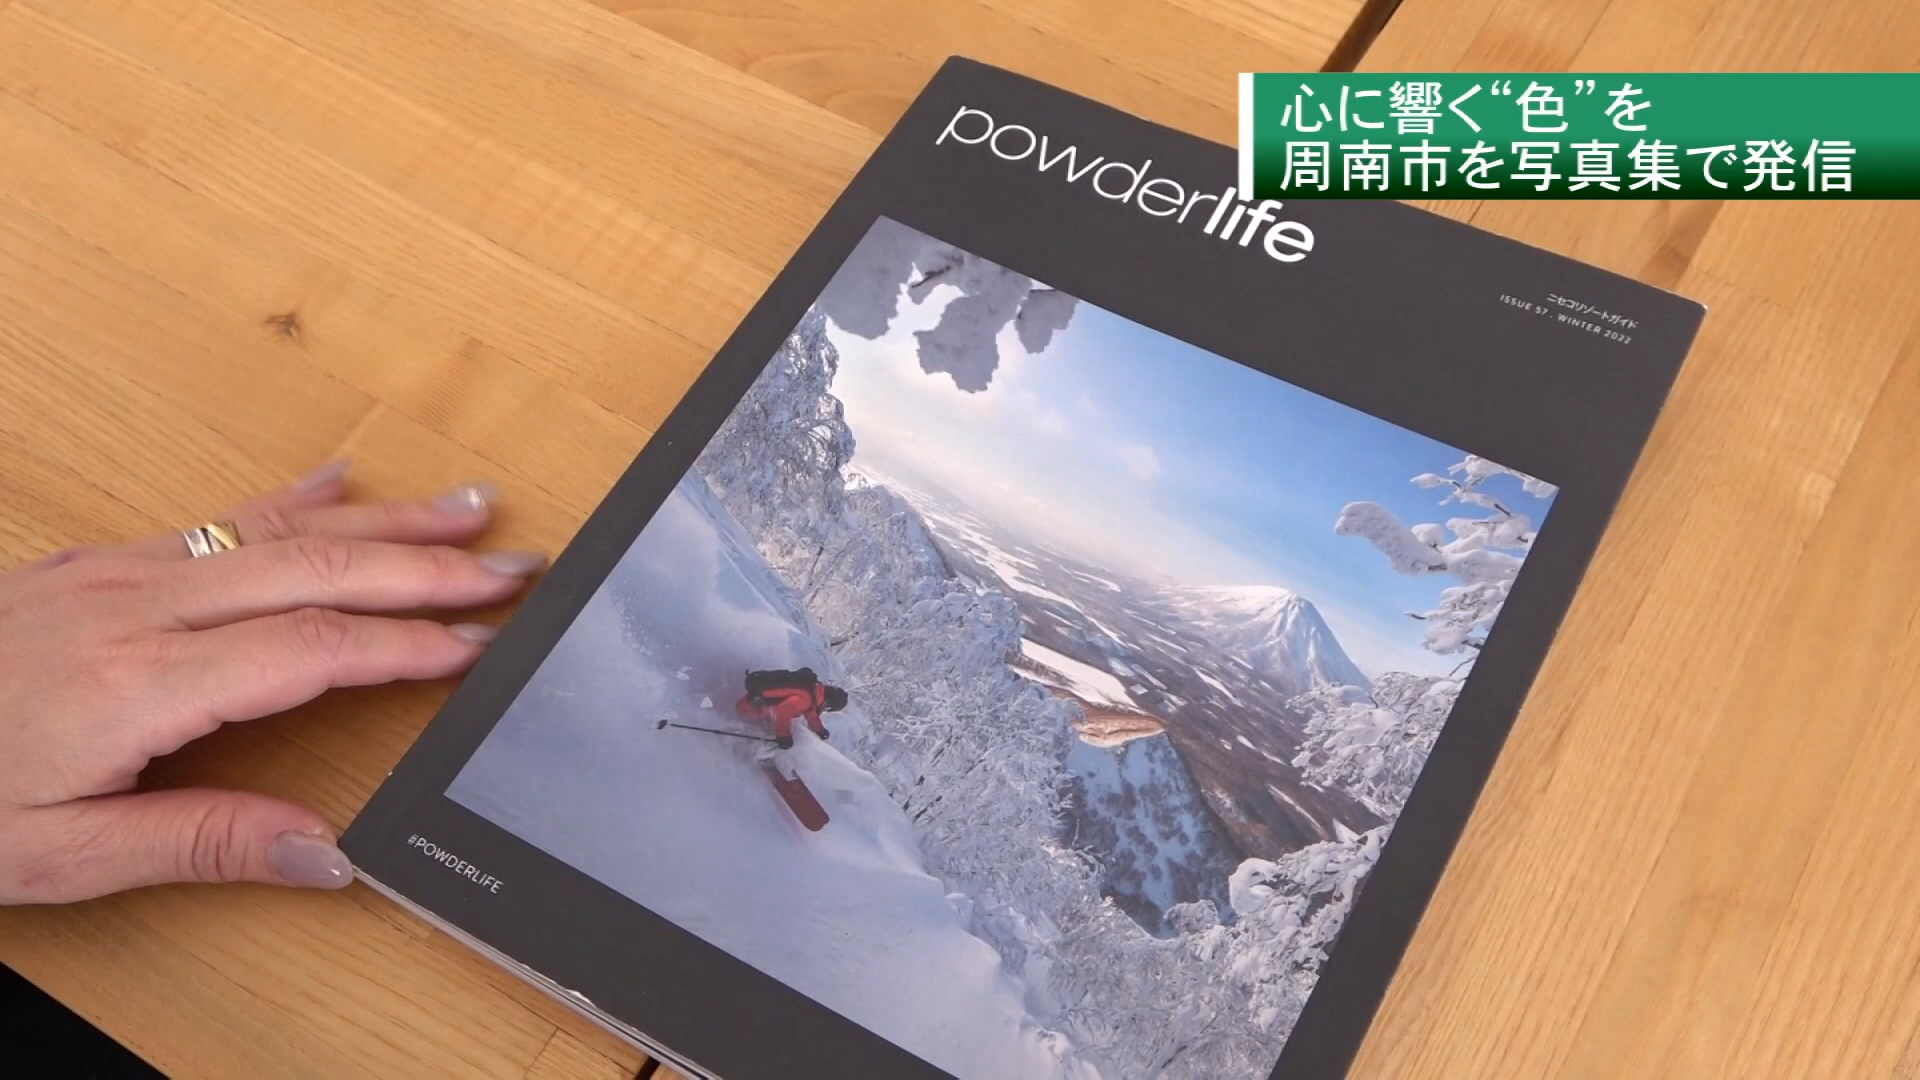 心に響く“色”を
周南市を写真集で発信
powderlife
ニセコリゾートガイド
ISSUE 57 . WINTER 2022
#POWDERLIFE